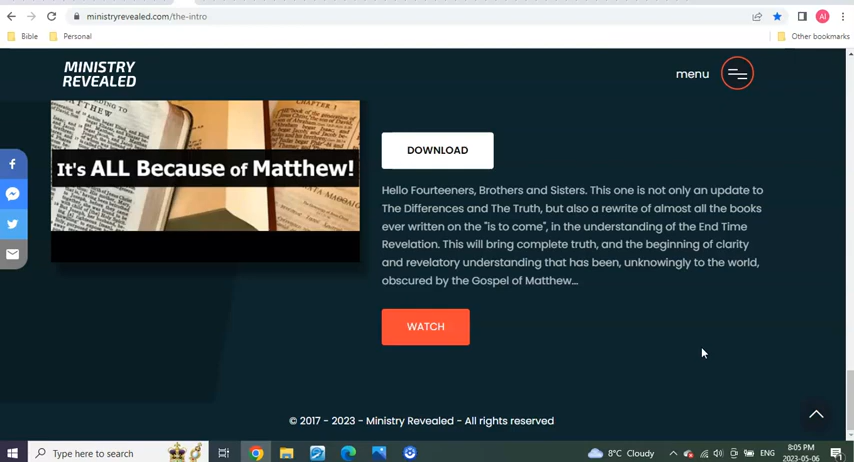 ministryrevealed.com/the-intro
Bible
Personal
Other bookmarks
MINISTRY
REVEALED
menu
It's ALL Because of Matthew!
DOWNLOAD
Hello Fourteeners, Brothers and Sisters. This one is not only an update to
The Differences and The Truth, but also a rewrite of almost all the books
ever written on the "is to come", in the understanding of the End Time
Revelation. This will bring complete truth, and the beginning of clarity
and revelatory understanding that has been, unknowingly to the world,
obscured by the Gospel of Matthew...
WATCH
© 2017 - 2023 - Ministry Revealed - All rights reserved
Type here to search
8°C Cloudy
ENG
8:05 PM
2023-05-06